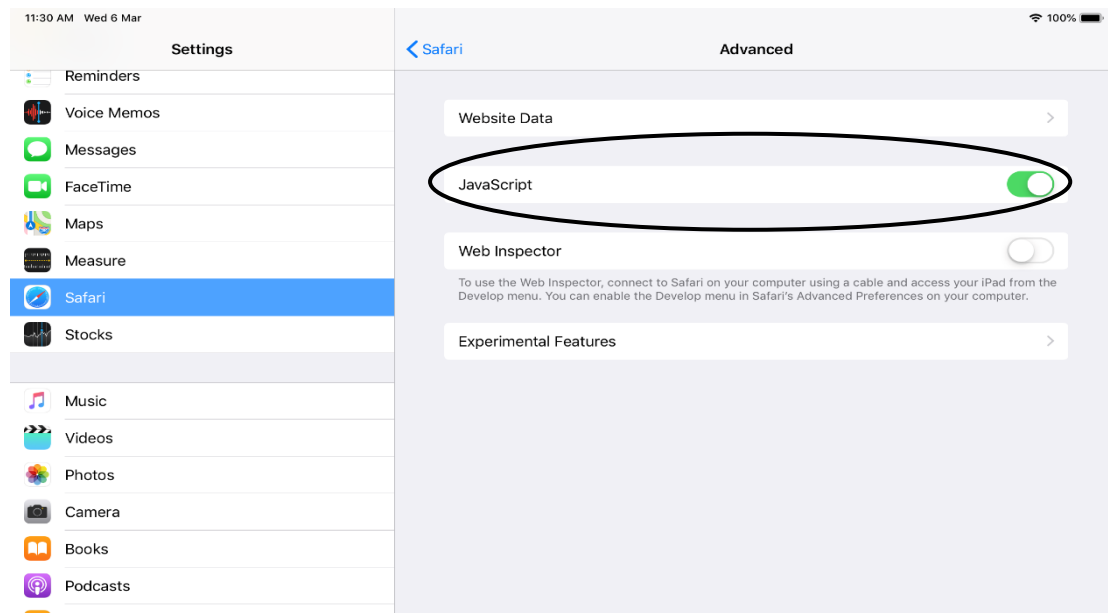 11:30 AM Wed 6 Mar
100%
Settings
Reminders
Voice Memos
Messages
FaceTime
Maps
Measure
Safari
Stocks
Music
Videos
Photos
Camera
Books
Podcasts
Safari
Advanced
Website Data
JavaScript
Web Inspector
To use the Web Inspector, connect to Safari on your computer using a cable and access your iPad from the
Develop menu. You can enable the Develop menu in Safari's Advanced Preferences on your computer.
Experimental Features